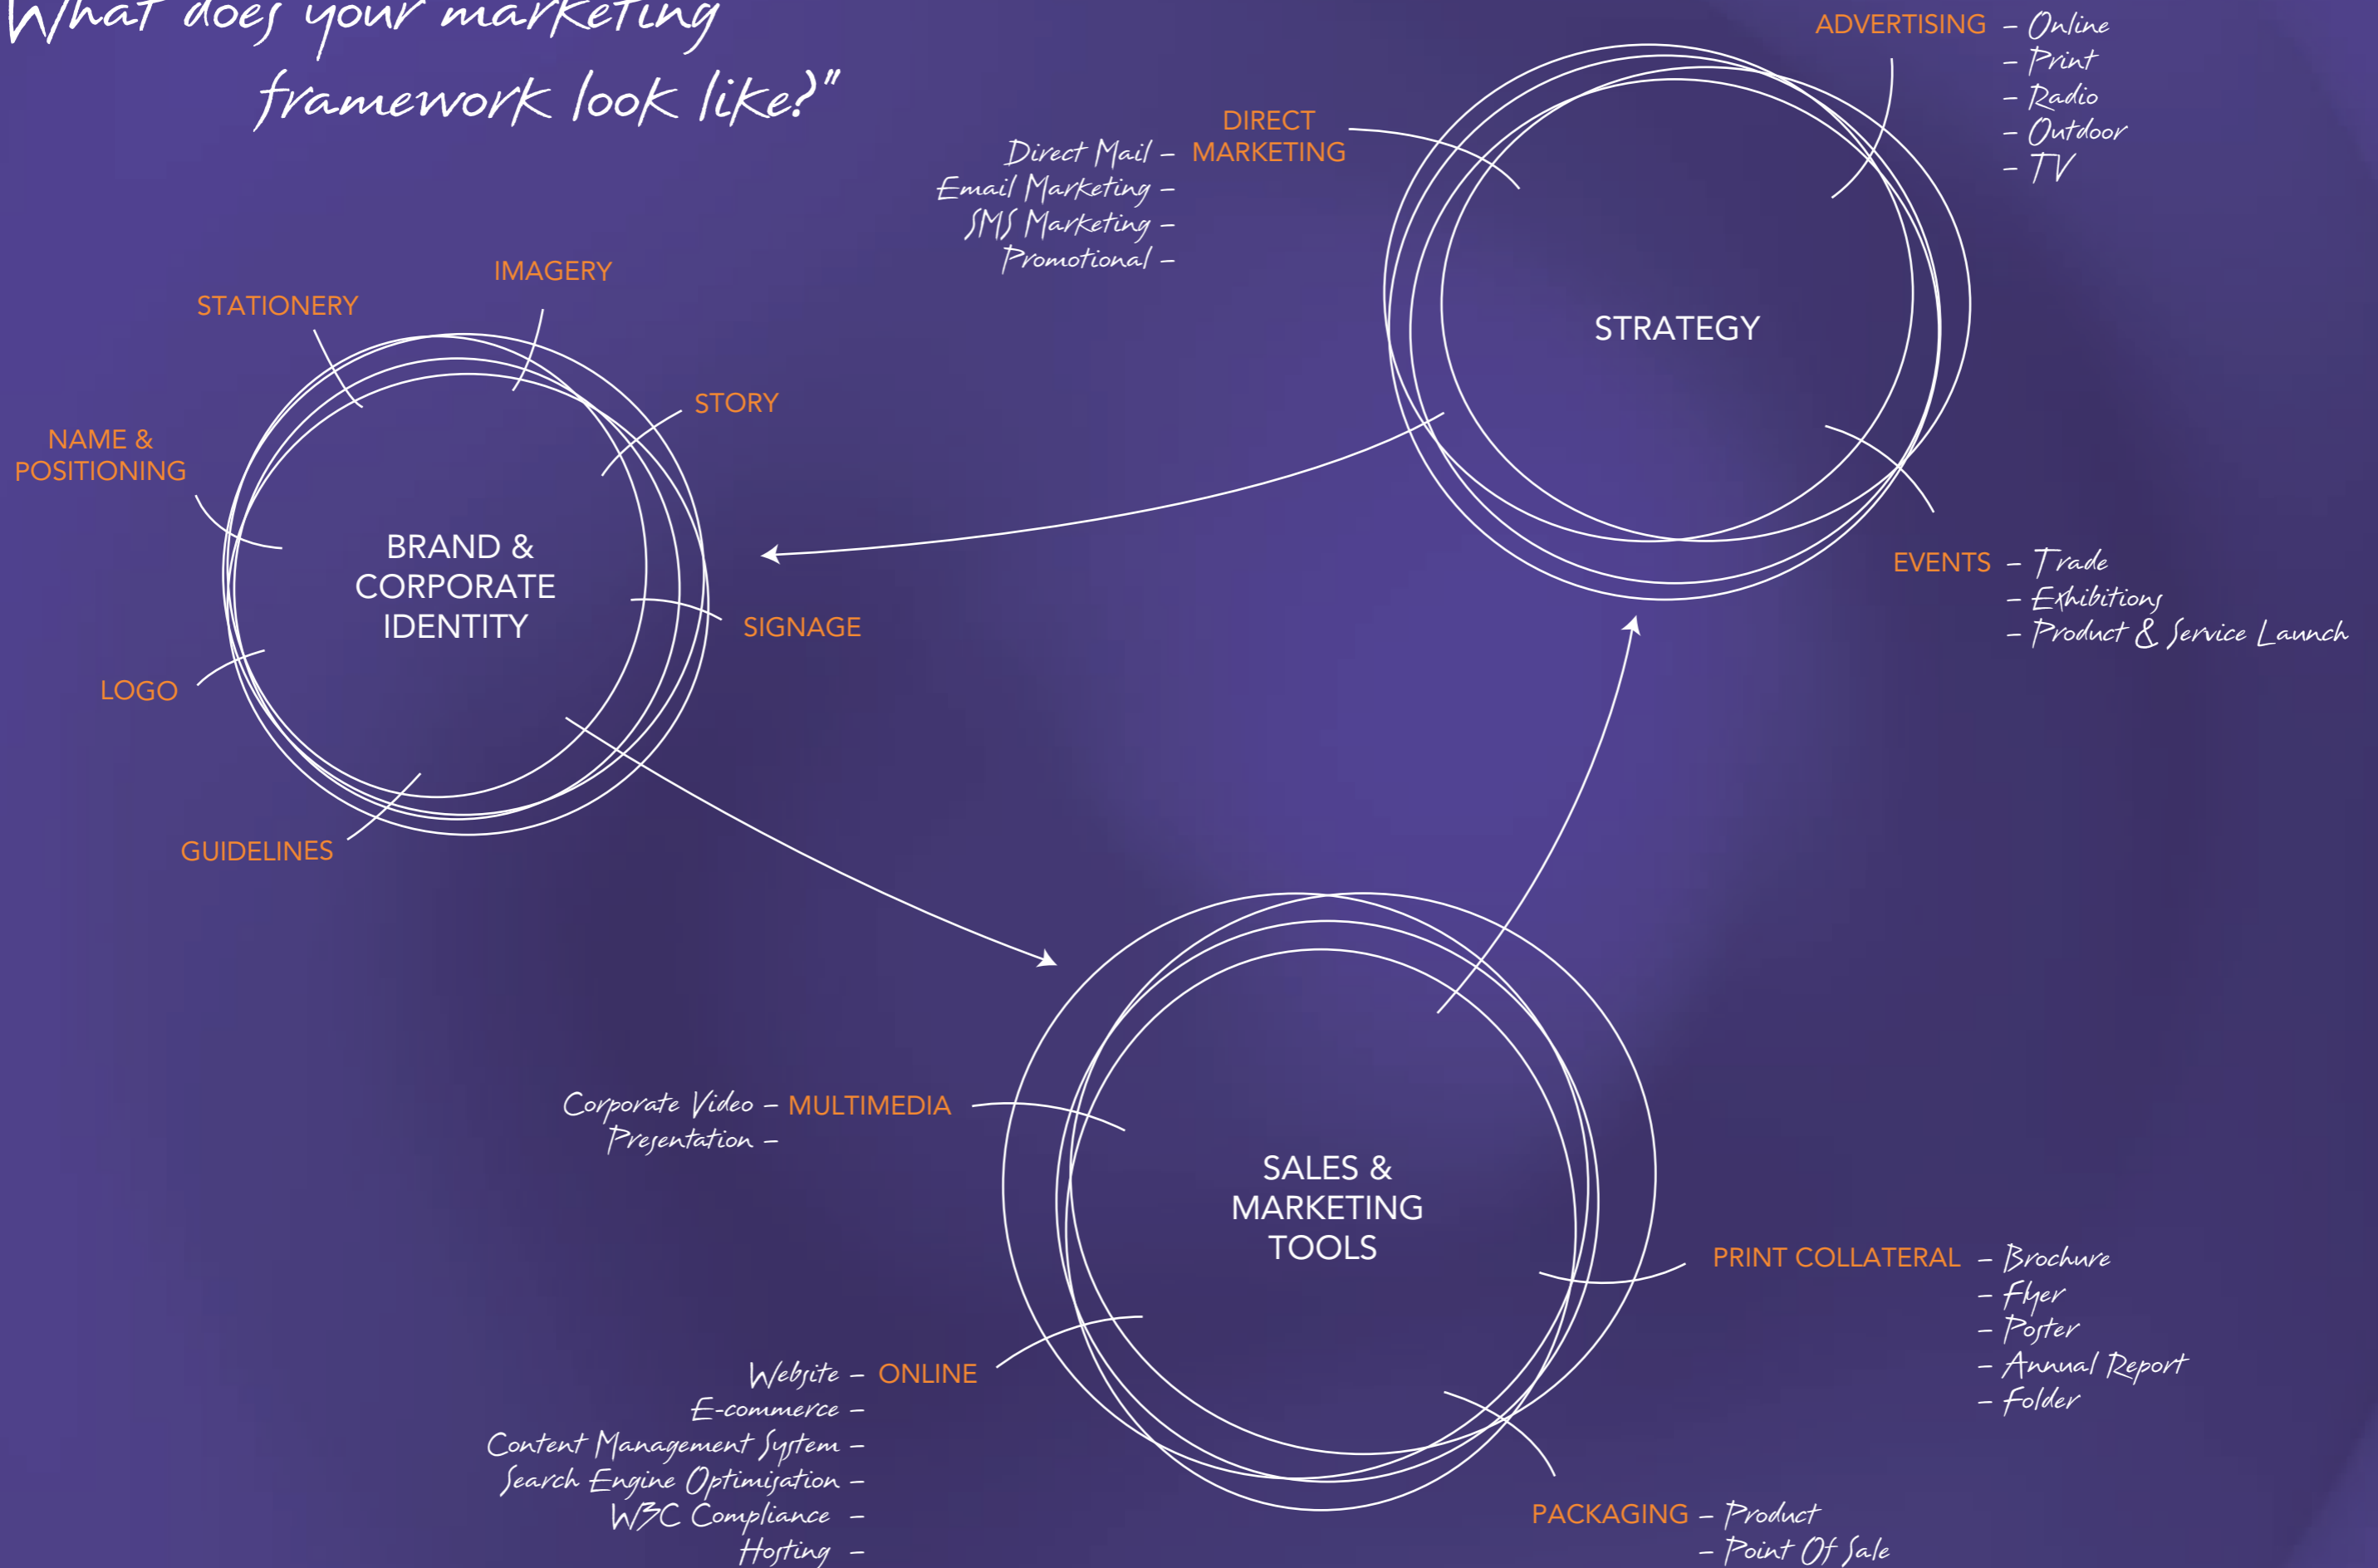 What does your marketing
framework look like?"
ADVERTISING – Online
– Print
– Radio
– Outdoor
– TV
DIRECT
MARKETING
Direct Mail –
Email Marketing –
SMS Marketing –
Promotional –
STRATEGY
EVENTS – Trade
– Exhibitions
– Product & Service Launch
IMAGERY
STATIONERY
STORY
NAME &
POSITIONING
BRAND &
CORPORATE
IDENTITY
SIGNAGE
LOGO
GUIDELINES
Corporate Video – MULTIMEDIA
Presentation –
SALES &
MARKETING
TOOLS
PRINT COLLATERAL – Brochure
– Flyer
– Poster
– Annual Report
– Folder
Website – ONLINE
E-commerce –
Content Management System –
Search Engine Optimisation –
W3C Compliance –
Hosting –
PACKAGING – Product
– Point Of Sale